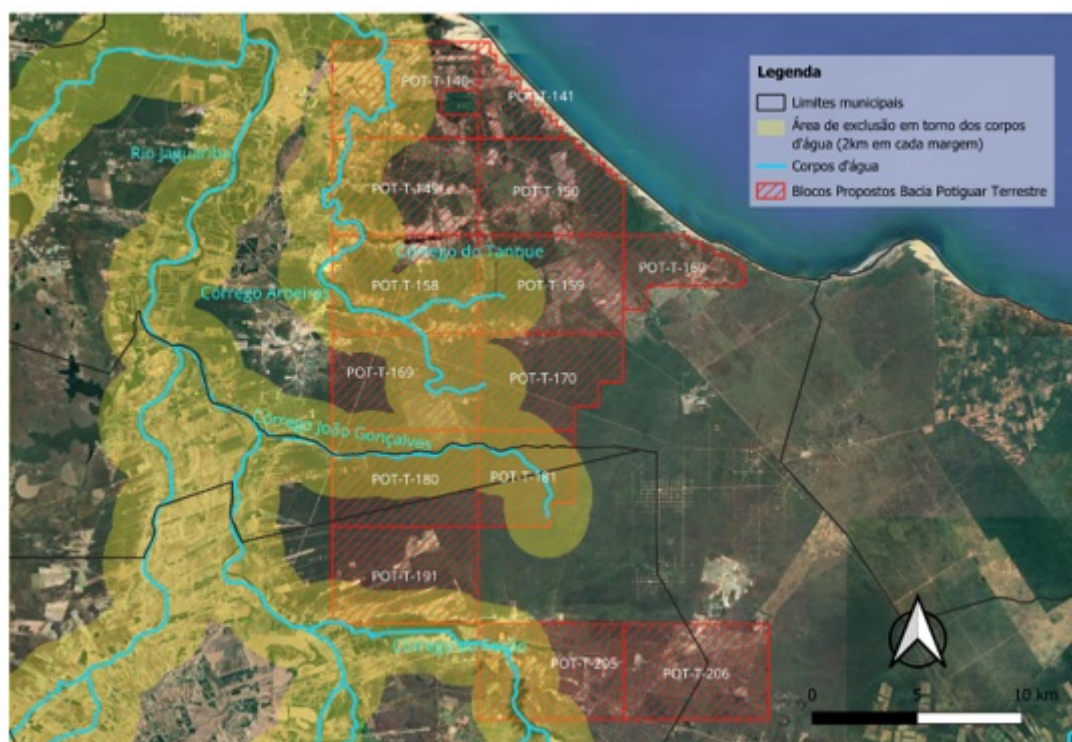 Legenda
Limites municipais
Área de exclusão em torno dos corpos
d'água (2km em cada margem)
Corpos d'água
Blocos Propostos Bacia Potiguar Terrestre
POT-T-140
POT-T-141
Rio Jaguaribe
POT-T-149
POT-T-150
Córrego do Tanque
POT-T-160
Córrego Aroeiras
POT-T-158
POT-T-159
POT-T-169
POT-T-170
Córrego João Gonçalves
POT-T-180
POT-T-181
POT-T-191
POT-T-205
POT-T-206
0
5
10 km